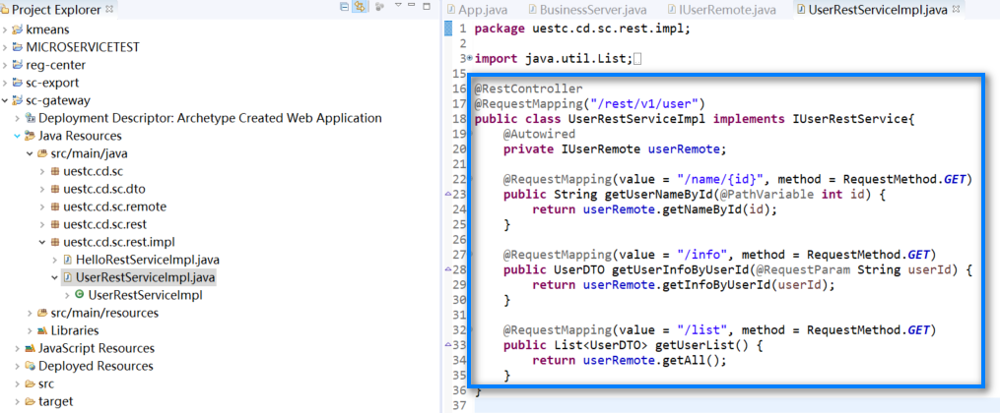 Project Explorer
kmeans
MICROSERVICETEST
reg-center
sc-export
sc-gateway
Deployment Descriptor: Archetype Created Web Application
Java Resources
src/main/java
uestc.cd.sc
uestc.cd.sc.dto
uestc.cd.sc.remote
uestc.cd.sc.rest
uestc.cd.sc.rest.impl
HelloRestServiceImpl.java
UserRestServiceImpl.java
UserRestServiceImpl
src/main/resources
Libraries
JavaScript Resources
Deployed Resources
src
target
App.java BusinessServer.java IUserRemote.java UserRestServiceImpl.java
1 package uestc.cd.sc.rest.impl;
2
3 import java.util.List;
15
16 @RestController
17 @RequestMapping("/rest/v1/user")
18 public class UserRestServiceImpl implements IUserRestService{
19 @Autowired
20 private IUserRemote userRemote;
21
22 @RequestMapping(value = "/name/{id}", method = RequestMethod.GET)
23 public String getUserNameById(@PathVariable int id) {
24 return userRemote.getNameById(id);
25 }
26
27 @RequestMapping(value = "/info", method = RequestMethod.GET)
28 public UserDTO getUserInfoByUserId(@RequestParam String userId) {
29 return userRemote.getInfoByUserId(userId);
30 }
31
32 @RequestMapping(value = "/list", method = RequestMethod.GET)
33 public List<UserDTO> getUserList() {
34 return userRemote.getAll();
35 }
36 }
37